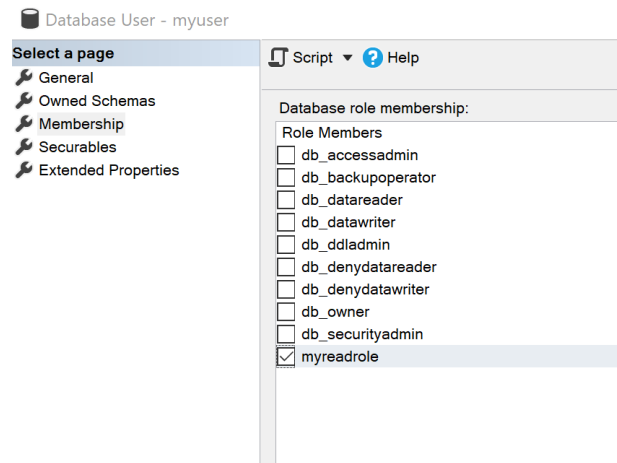 Database User - myuser
Select a page
General
Owned Schemas
Membership
Securables
Extended Properties
Script
Help
Database role membership:
Role Members
db_accessadmin
db_backupoperator
db_datareader
db_datawriter
db_ddladmin
db_denydatareader
db_denydatawriter
db_owner
db_securityadmin
myreadrole